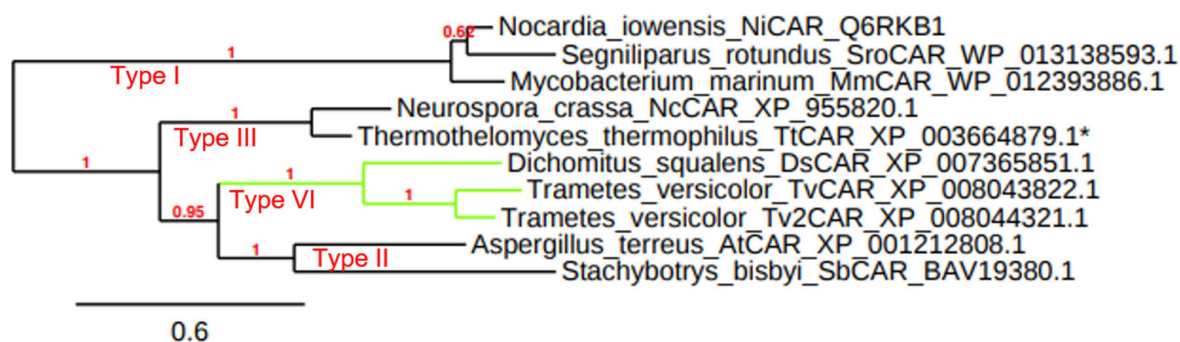 0.62
Nocardia_iowensis_NiCAR_Q6RKB1
1
Segniliparus_rotundus_SroCAR_WP_013138593.1
Type I
Mycobacterium_marinum_MmCAR_WP_012393886.1
1
Neurospora_crassa_NcCAR_XP_955820.1
Type III
Thermothelomyces_thermophilus_TtCAR_XP_003664879.1*
1
1
Dichomitus_squalens_DsCAR_XP_007365851.1
Type VI
1
Trametes_versicolor_TvCAR_XP_008043822.1
0.95
Trametes_versicolor_Tv2CAR_XP_008044321.1
1
Aspergillus_terreus_AtCAR_XP_001212808.1
Type II
Stachybotrys_bisbyi_SbCAR_BAV19380.1
0.6